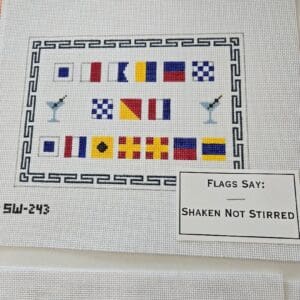 SW-243
FLAGS SAY:
SHAKEN NOT STIRRED